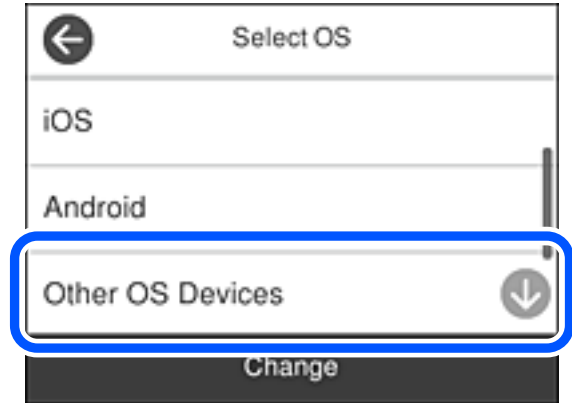 Select OS
iOS
Android
Other OS Devices
Change